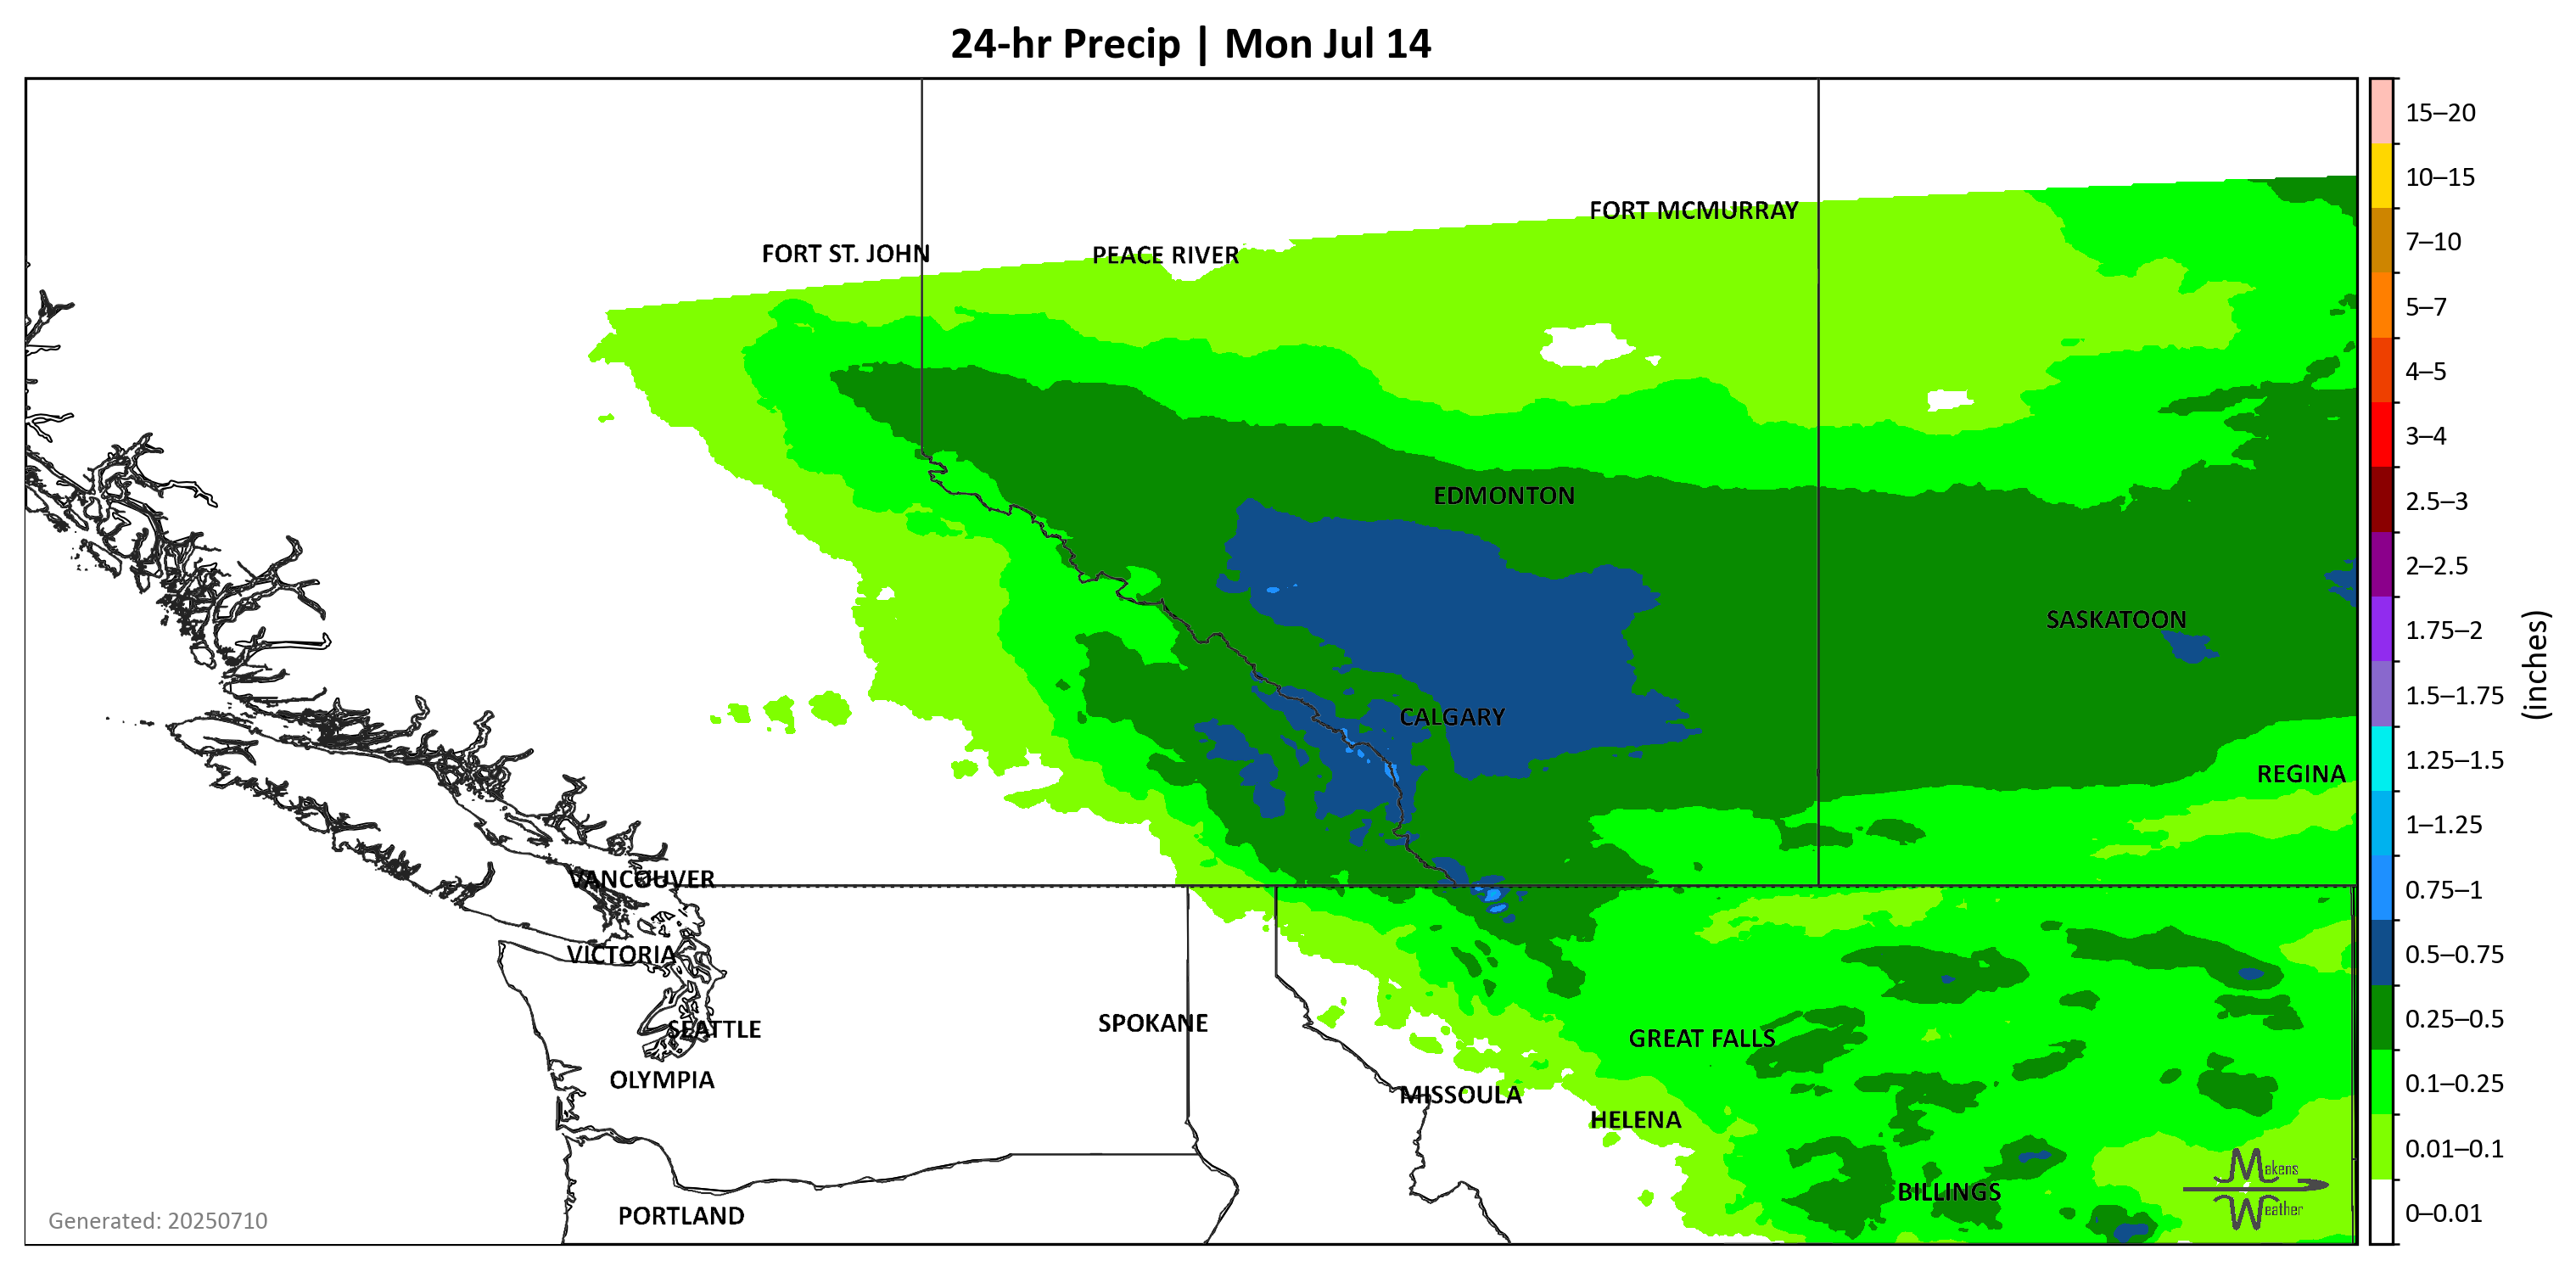 24-hr Precip | Mon Jul 14
FORT MCMURRAY
FORT ST. JOHN
PEACE RIVER
EDMONTON
SASKATOON
CALGARY
REGINA
VANCOUVER
VICTORIA
SEATTLE
SPOKANE
GREAT FALLS
OLYMPIA
MISSOULA
HELENA
BILLINGS
PORTLAND
Makens
Weather
Generated: 20250710
15–20
10–15
7–10
5–7
4–5
3–4
2.5–3
2–2.5
1.75–2
1.5–1.75
1.25–1.5
1–1.25
0.75–1
0.5–0.75
0.25–0.5
0.1–0.25
0.01–0.1
0–0.01
(inches)